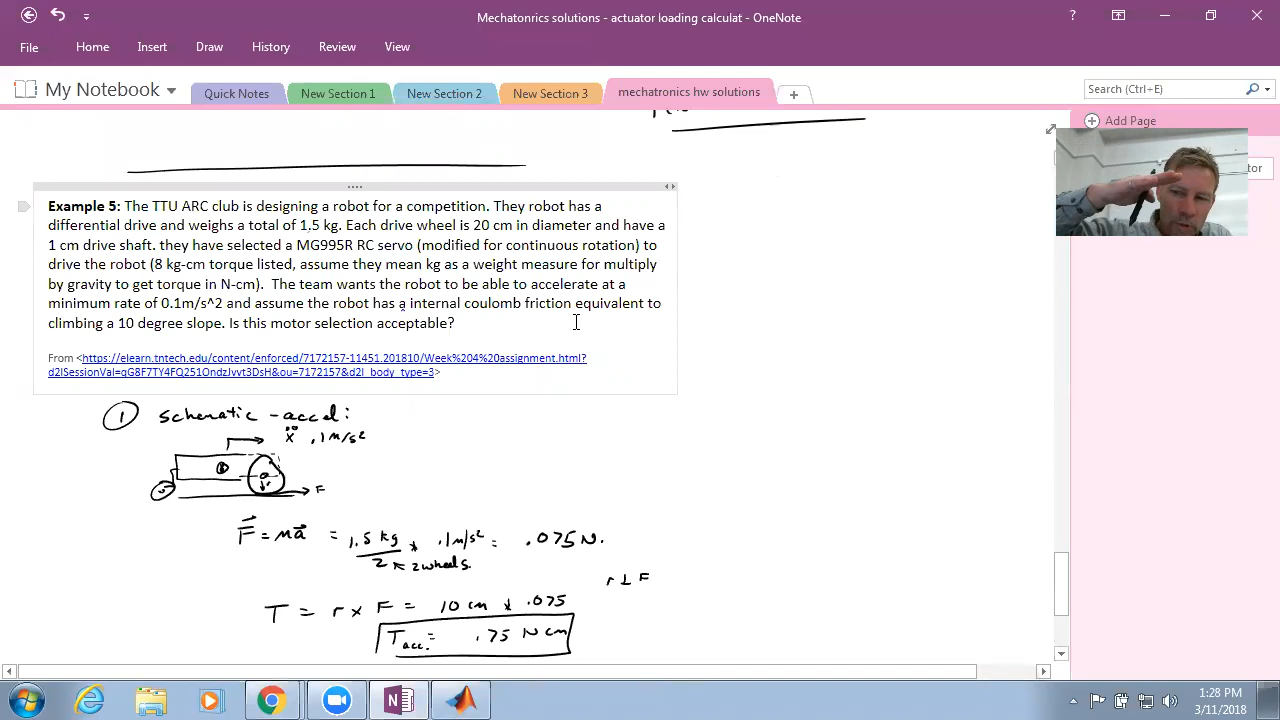 Mechatonrics solutions - actuator loading calculat - OneNote
File Home Insert Draw History Review View
My Notebook Quick Notes New Section 1 New Section 2 New Section 3 mechatronics hw solutions Search (Ctrl+E)
Add Page
Example 5: The TTU ARC club is designing a robot for a competition. They robot has a
differential drive and weighs a total of 1.5 kg. Each drive wheel is 20 cm in diameter and have a
1 cm drive shaft. they have selected a MG995R RC servo (modified for continuous rotation) to
drive the robot (8 kg-cm torque listed, assume they mean kg as a weight measure for multiply
by gravity to get torque in N-cm). The team wants the robot to be able to accelerate at a
minimum rate of 0.1m/s^2 and assume the robot has a internal coulomb friction equivalent to
climbing a 10 degree slope. Is this motor selection acceptable?
From <https://elearn.tntech.edu/content/enforced/7172157-11451.201810/Week%204%20assignment.html?
d2lSessionVal=qG8F7TY4FQ251OndzJvvt3DsH&ou=7172157&d2l_body_type=3>
① schematic - accel:
ẍ .1 m/s²
r F
F = ma = 1.5 kg / 2 * .1 m/s² = .075 N.
2 wheels.
r ⊥ F
T = r × F = 10 cm * .075
Tacc. = .75 N cm
1:28 PM
3/11/2018